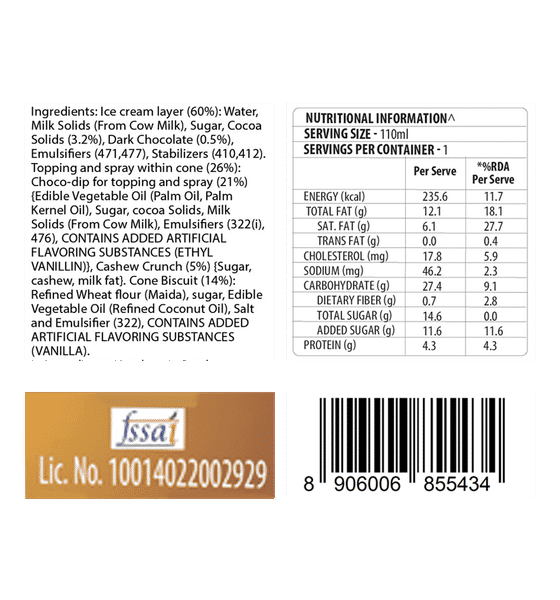 Ingredients: Ice cream layer (60%): Water,
Milk Solids (From Cow Milk), Sugar, Cocoa
Solids (3.2%), Dark Chocolate (0.5%),
Emulsifiers (471,477), Stabilizers (410,412).
Topping and spray within cone (26%):
Choco-dip for topping and spray (21%)
{Edible Vegetable Oil (Palm Oil, Palm
Kernel Oil), Sugar, cocoa Solids, Milk
Solids (From Cow Milk), Emulsifiers (322(i),
476), CONTAINS ADDED ARTIFICIAL
FLAVORING SUBSTANCES (ETHYL
VANILLIN)}, Cashew Crunch (5%) {Sugar,
cashew, milk fat}. Cone Biscuit (14%):
Refined Wheat flour (Maida), sugar, Edible
Vegetable Oil (Refined Coconut Oil), Salt
and Emulsifier (322), CONTAINS ADDED
ARTIFICIAL FLAVORING SUBSTANCES
(VANILLA).
NUTRITIONAL INFORMATION^
SERVING SIZE - 110ml
SERVINGS PER CONTAINER - 1
Per Serve *%RDA Per Serve
ENERGY (kcal) 235.6 11.7
TOTAL FAT (g) 12.1 18.1
SAT. FAT (g) 6.1 27.7
TRANS FAT (g) 0.0 0.4
CHOLESTEROL (mg) 17.8 5.9
SODIUM (mg) 46.2 2.3
CARBOHYDRATE (g) 27.4 9.1
DIETARY FIBER (g) 0.7 2.8
TOTAL SUGAR (g) 14.6 0.0
ADDED SUGAR (g) 11.6 11.6
PROTEIN (g) 4.3 4.3
fssai
Lic. No. 10014022002929
8 906006 855434